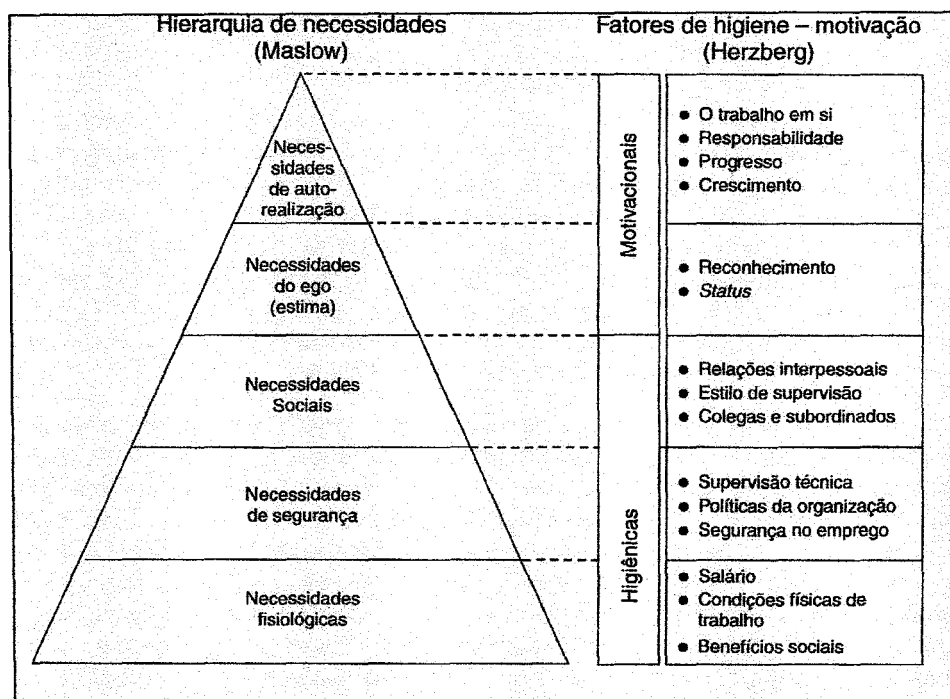 Hierarquia de necessidades
(Maslow)
Fatores de higiene – motivação
(Herzberg)
Neces-
sidades
de auto-
realização
Necessidades
do ego
(estima)
Necessidades
Sociais
Necessidades
de segurança
Necessidades
fisiológicas
Motivacionais
Higiênicas
• O trabalho em si
• Responsabilidade
• Progresso
• Crescimento
• Reconhecimento
• Status
• Relações interpessoais
• Estilo de supervisão
• Colegas e subordinados
• Supervisão técnica
• Políticas da organização
• Segurança no emprego
• Salário
• Condições físicas de
trabalho
• Benefícios sociais